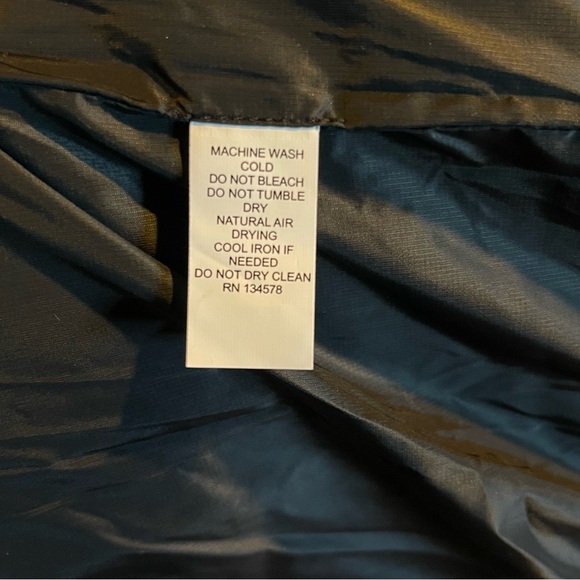 MACHINE WASH
COLD
DO NOT BLEACH
DO NOT TUMBLE
DRY
NATURAL AIR
DRYING
COOL IRON IF
NEEDED
DO NOT DRY CLEAN
RN 134578